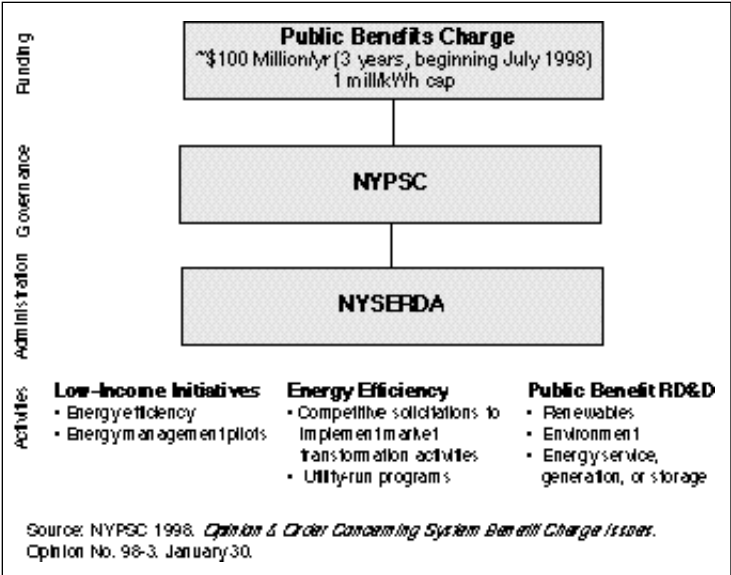 Funding
Public Benefits Charge
~$100 Million/yr (3 years, beginning July 1998)
1 mill/kWh cap
Governance
NYPSC
Administration
NYSERDA
Activities
Low-Income Initiatives
• Energy efficiency
• Energy management pilots
Energy Efficiency
• Competitive solicitations to
implement market
transformation activities
• Utility-run programs
Public Benefit RD&D
• Renewables
• Environment
• Energy service,
generation, or storage
Source: NYPSC 1998. Opinion & Order Concerning System Benefit Charge Issues.
Opinion No. 98-3. January 30.